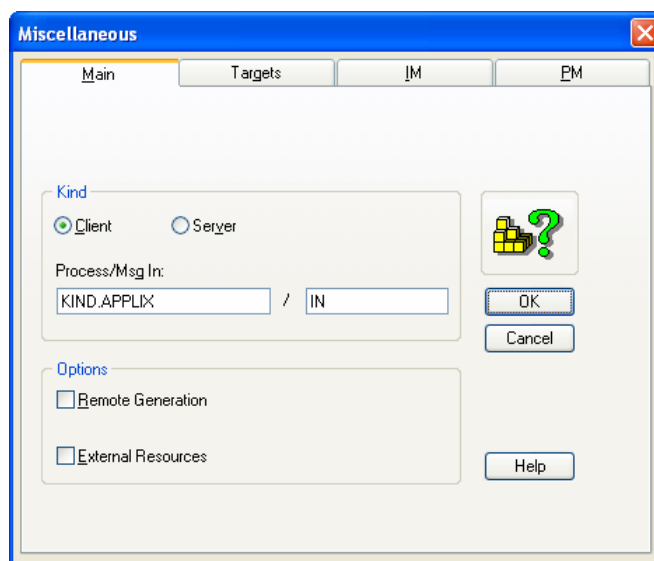 Miscellaneous
Main Targets IM PM
Kind
Client Server
Process/Msg In:
KIND.APPLIX / IN
OK
Cancel
Options
Remote Generation
External Resources
Help